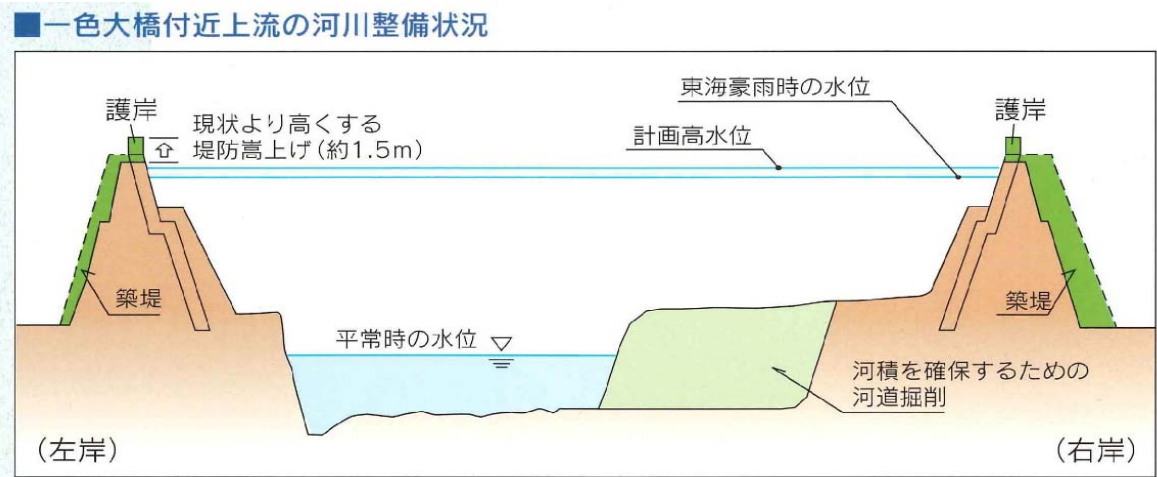 ■一色大橋付近上流の河川整備状況
東海豪雨時の水位
護岸
現状より高くする
堤防嵩上げ(約1.5m)
計画高水位
護岸
築堤
築堤
平常時の水位
河積を確保するための
河道掘削
(左岸)
(右岸)